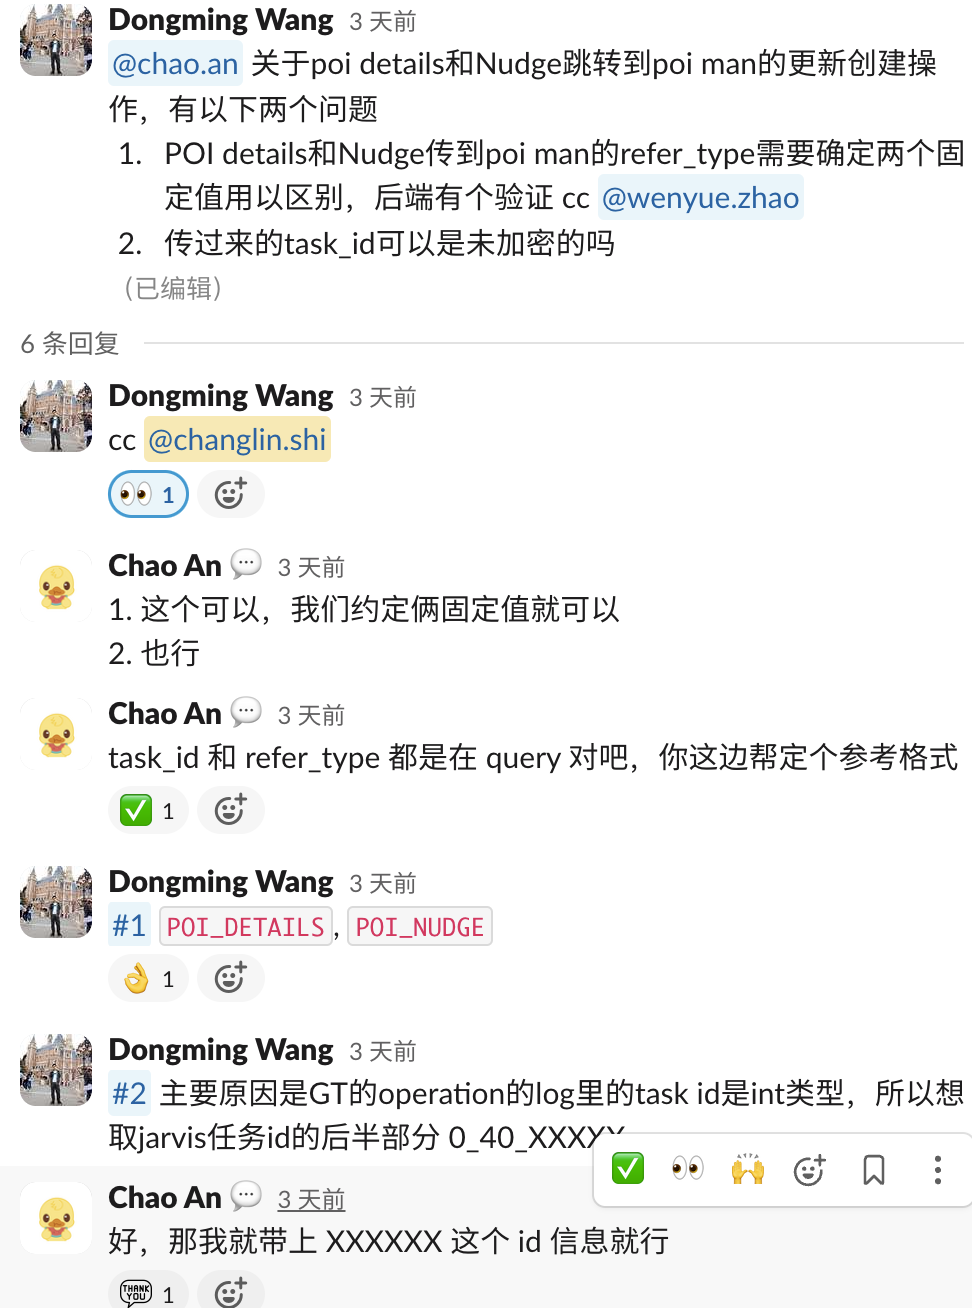 Dongming Wang 3 天前
@chao.an 关于poi details和Nudge跳转到poi man的更新创建操
作，有以下两个问题
1. POI details和Nudge传到poi man的refer_type需要确定两个固
定值用以区别，后端有个验证 cc @wenyue.zhao
2. 传过来的task_id可以是未加密的吗
（已编辑）
6 条回复
Dongming Wang 3 天前
cc @changlin.shi
1
Chao An 3 天前
1. 这个可以，我们约定俩固定值就可以
2. 也行
Chao An 3 天前
task_id 和 refer_type 都是在 query 对吧，你这边帮定个参考格式
1
Dongming Wang 3 天前
#1 POI_DETAILS, POI_NUDGE
1
Dongming Wang 3 天前
#2 主要原因是GT的operation的log里的task id是int类型，所以想
取jarvis任务id的后半部分 0_40_XXXXX
Chao An 3 天前
好，那我就带上 XXXXXX 这个 id 信息就行
THANK YOU 1